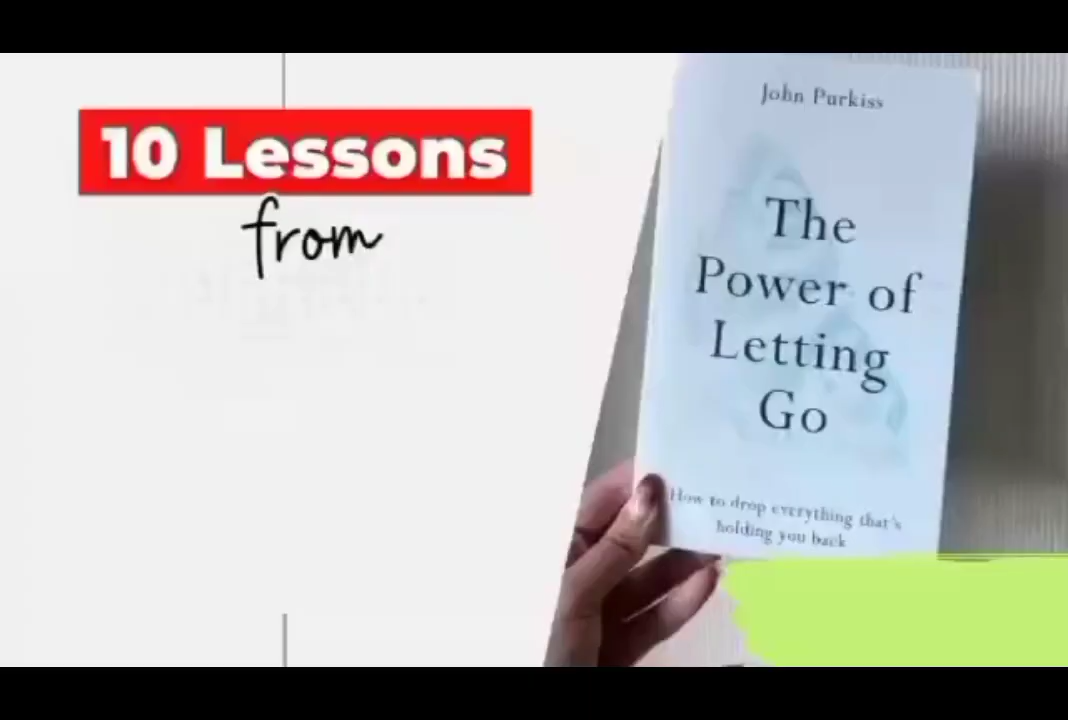 10 Lessons
from
John Purkiss
The
Power of
Letting
Go
How to drop everything that's
holding you back